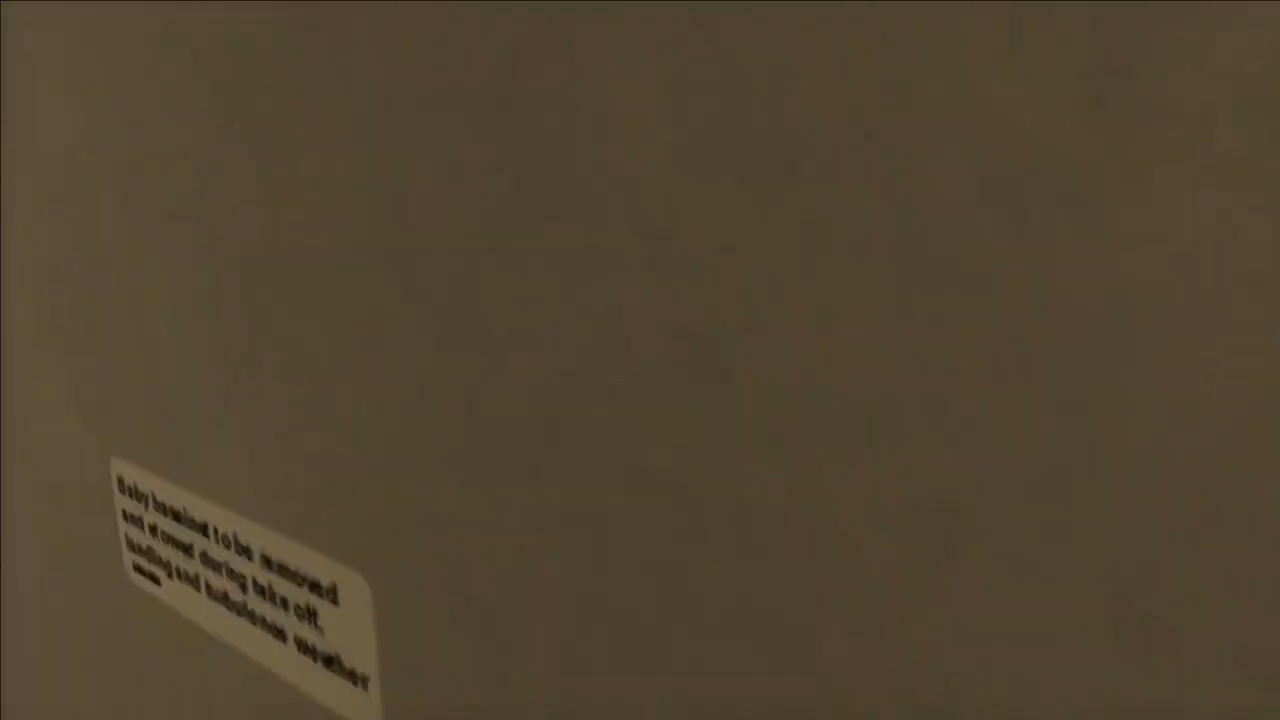 Baby bassinet to be removed
and stowed during take off,
landing and turbulence weather